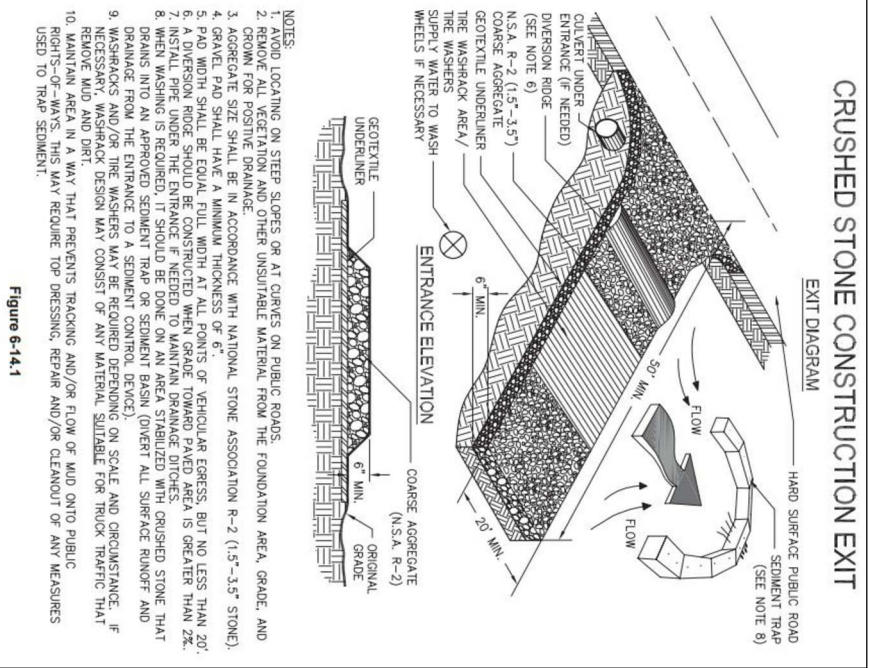 CRUSHED STONE CONSTRUCTION EXIT
EXIT DIAGRAM
HARD SURFACE PUBLIC ROAD
SEDIMENT TRAP
(SEE NOTE 8)
CULVERT UNDER
ENTRANCE (IF NEEDED)
DIVERSION RIDGE
(SEE NOTE 6)
N.S.A. R-2 (1.5"-3.5")
COARSE AGGREGATE
GEOTEXTILE UNDERLINER
TIRE WASHRACK AREA/
TIRE WASHERS
SUPPLY WATER TO WASH
WHEELS IF NECESSARY
FLOW
FLOW
50' MIN.
20' MIN.
6" MIN.
ENTRANCE ELEVATION
GEOTEXTILE
UNDERLINER
COARSE AGGREGATE
(N.S.A. R-2)
6" MIN.
ORIGINAL
GRADE
NOTES:
1. AVOID LOCATING ON STEEP SLOPES OR AT CURVES ON PUBLIC ROADS.
2. REMOVE ALL VEGETATION AND OTHER UNSUITABLE MATERIAL FROM THE FOUNDATION AREA, GRADE, AND
CROWN FOR POSITIVE DRAINAGE.
3. AGGREGATE SIZE SHALL BE IN ACCORDANCE WITH NATIONAL STONE ASSOCIATION R-2 (1.5"-3.5" STONE).
4. GRAVEL PAD SHALL HAVE A MINIMUM THICKNESS OF 6".
5. PAD WIDTH SHALL BE EQUAL FULL WIDTH AT ALL POINTS OF VEHICULAR EGRESS, BUT NO LESS THAN 20'.
6. A DIVERSION RIDGE SHOULD BE CONSTRUCTED WHEN GRADE TOWARD PAVED AREA IS GREATER THAN 2%.
7. INSTALL PIPE UNDER THE ENTRANCE IF NEEDED TO MAINTAIN DRAINAGE DITCHES.
8. WHEN WASHING IS REQUIRED, IT SHOULD BE DONE ON AN AREA STABILIZED WITH CRUSHED STONE THAT
DRAINS INTO AN APPROVED SEDIMENT TRAP OR SEDIMENT BASIN (DIVERT ALL SURFACE RUNOFF AND
DRAINAGE FROM THE ENTRANCE TO A SEDIMENT CONTROL DEVICE).
9. WASHRACKS AND/OR TIRE WASHERS MAY BE REQUIRED DEPENDING ON SCALE AND CIRCUMSTANCE. IF
NECESSARY, WASHRACK DESIGN MAY CONSIST OF ANY MATERIAL SUITABLE FOR TRUCK TRAFFIC THAT
REMOVE MUD AND DIRT.
10. MAINTAIN AREA IN A WAY THAT PREVENTS TRACKING AND/OR FLOW OF MUD ONTO PUBLIC
RIGHTS-OF-WAYS. THIS MAY REQUIRE TOP DRESSING, REPAIR AND/OR CLEANOUT OF ANY MEASURES
USED TO TRAP SEDIMENT.
Figure 6-14.1